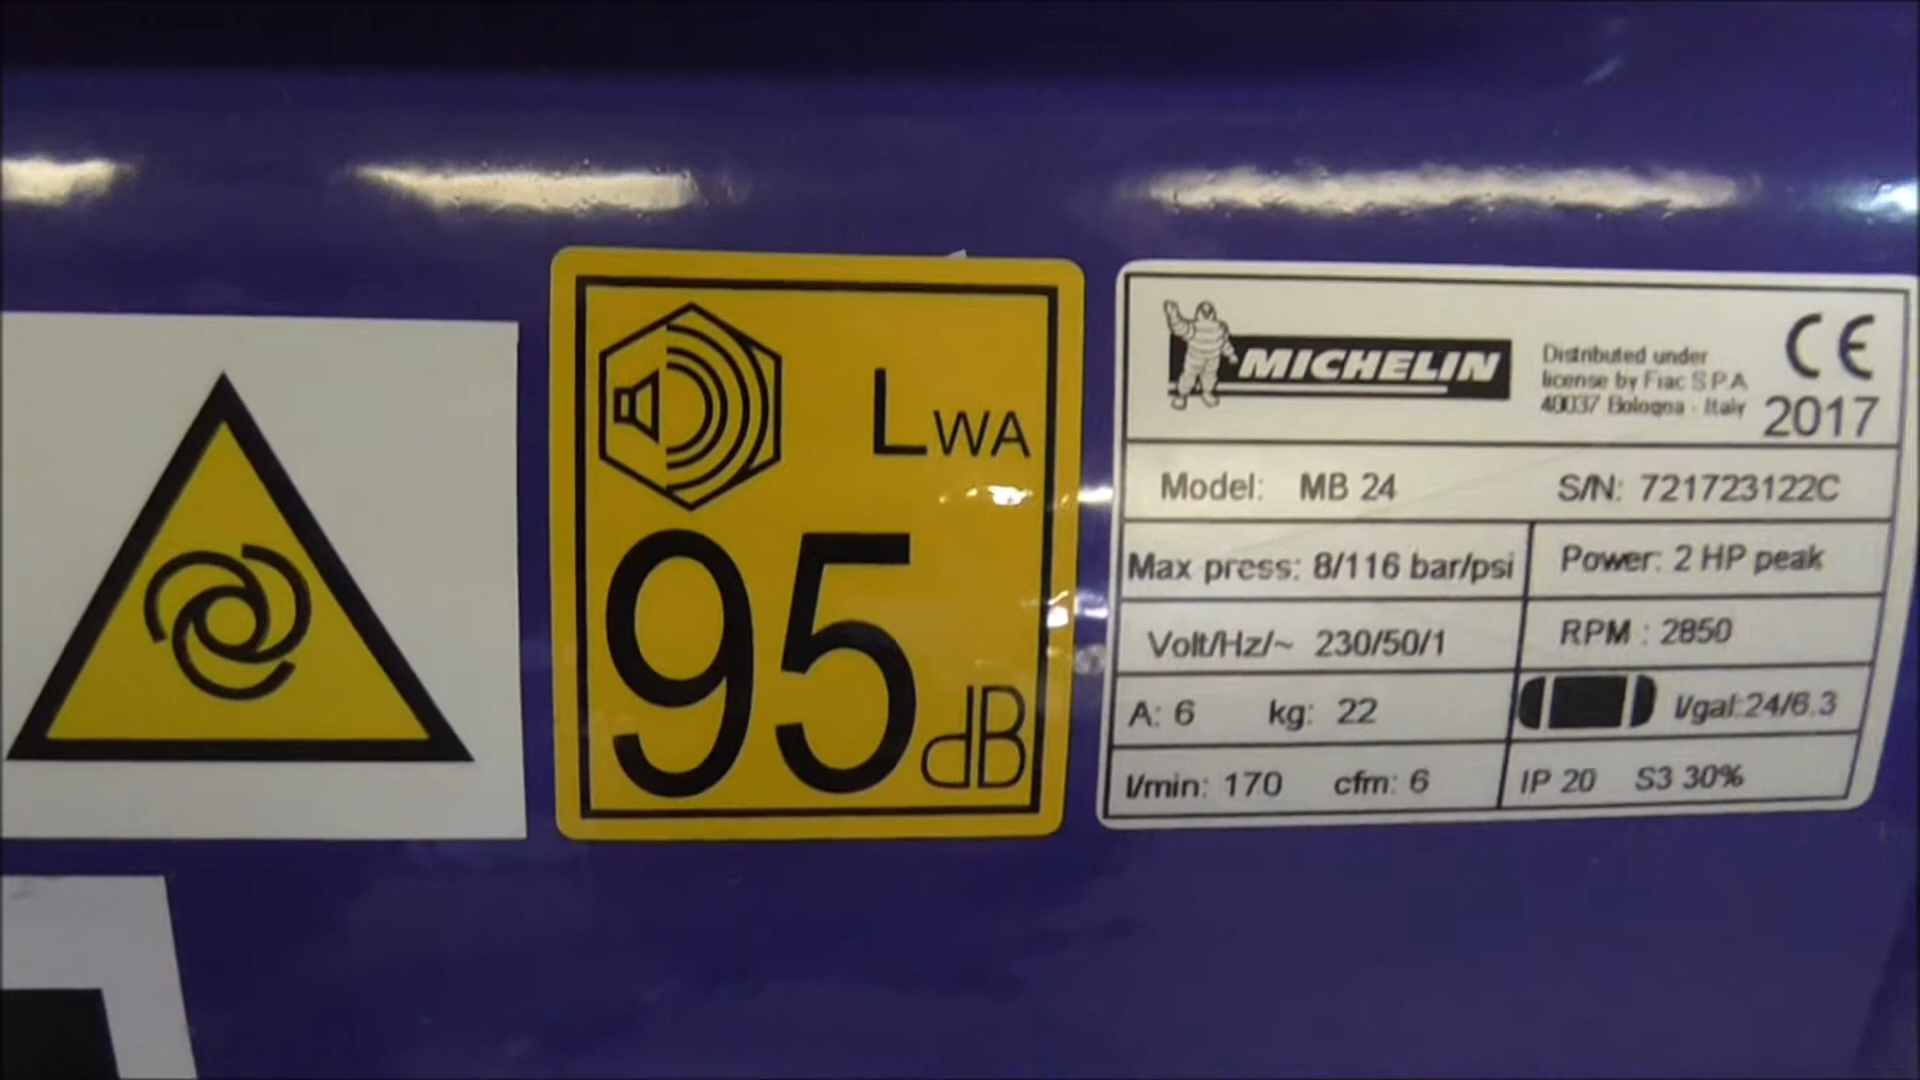 LWA
95 dB
MICHELIN
Distributed under
license by Fiac S.P.A
40037 Bologna - Italy
CE
2017
Model: MB 24 S/N: 721723122C
Max press: 8/116 bar/psi Power: 2 HP peak
Volt/Hz/~ 230/50/1 RPM : 2850
A: 6 kg: 22 l/gal:24/6.3
l/min: 170 cfm: 6 IP 20 S3 30%